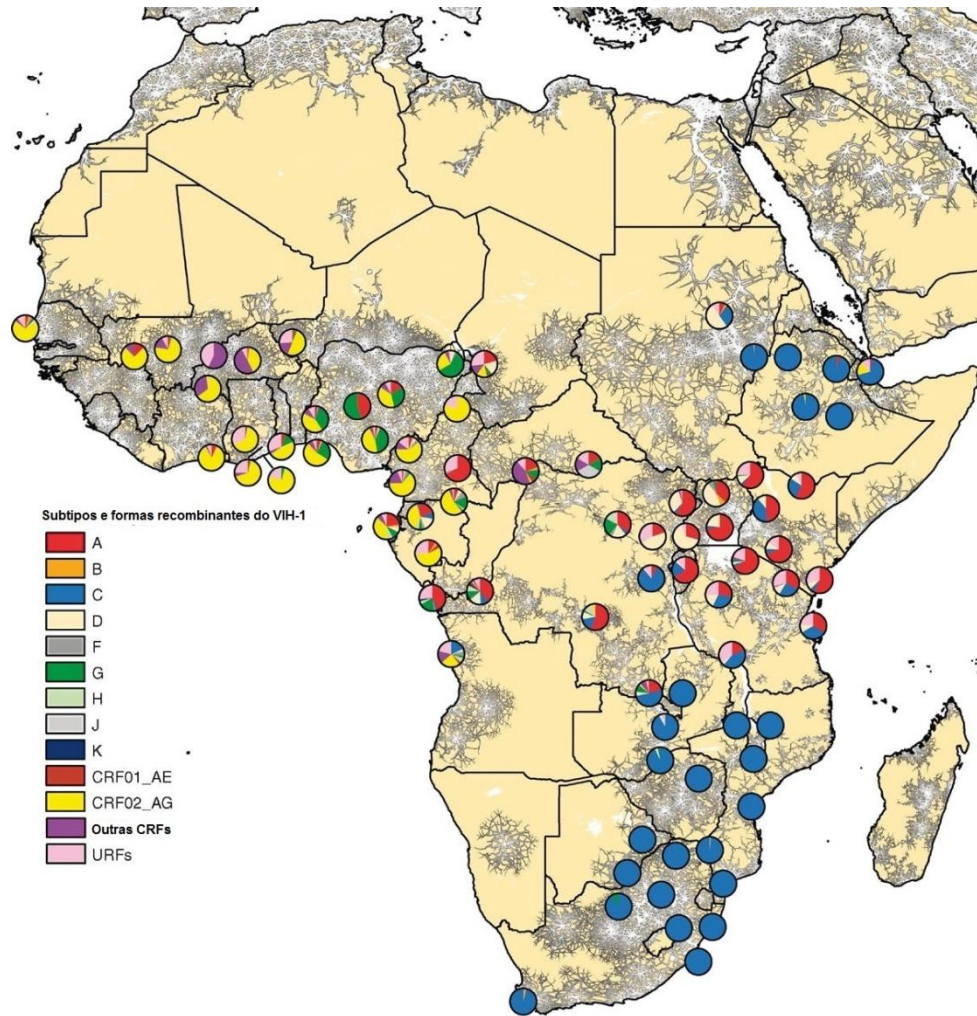 Subtipos e formas recombinantes do VIH-1
A
B
C
D
F
G
H
J
K
CRF01_AE
CRF02_AG
Outras CRFs
URFs